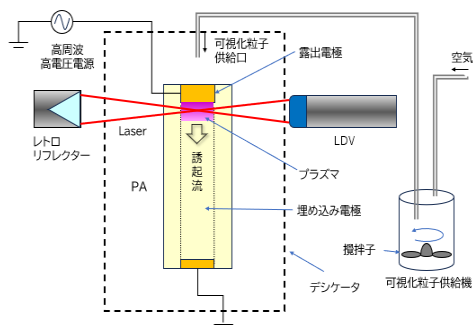 高周波
高電圧電源
可視化粒子
供給口
露出電極
空気
Laser
レトロ
リフレクター
LDV
誘起流
プラズマ
PA
埋め込み電極
攪拌子
デシケータ
可視化粒子供給機